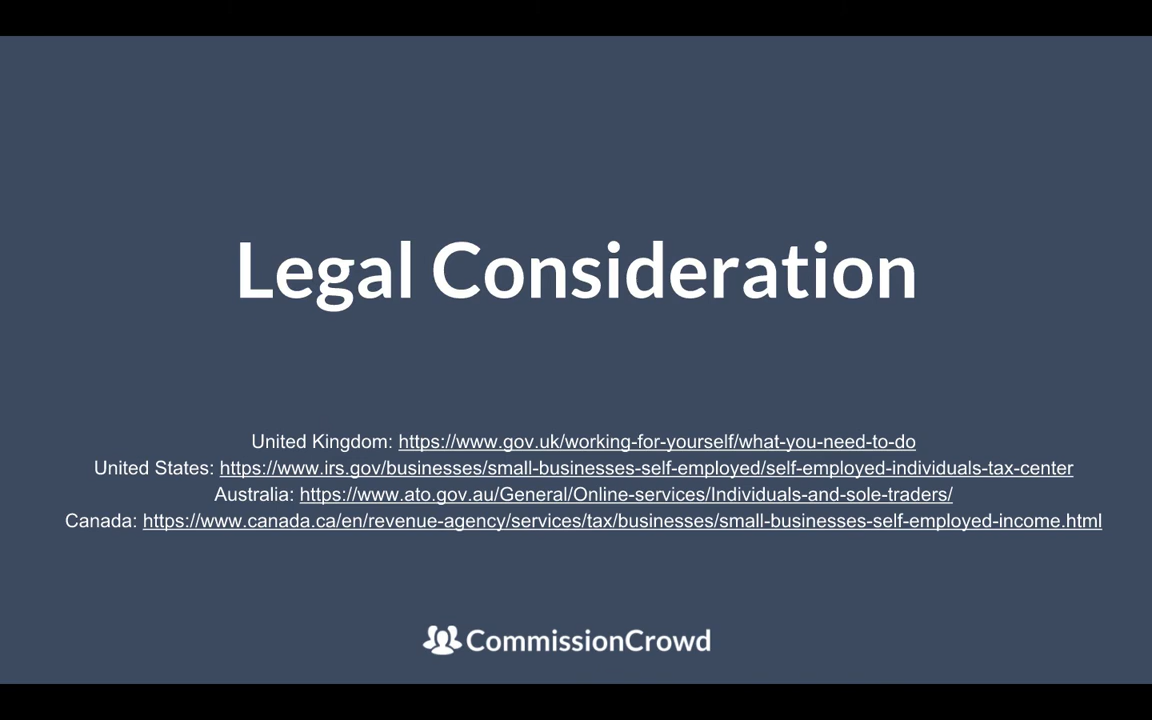 Legal Consideration
United Kingdom: https://www.gov.uk/working-for-yourself/what-you-need-to-do
United States: https://www.irs.gov/businesses/small-businesses-self-employed/self-employed-individuals-tax-center
Australia: https://www.ato.gov.au/General/Online-services/Individuals-and-sole-traders/
Canada: https://www.canada.ca/en/revenue-agency/services/tax/businesses/small-businesses-self-employed-income.html
CommissionCrowd